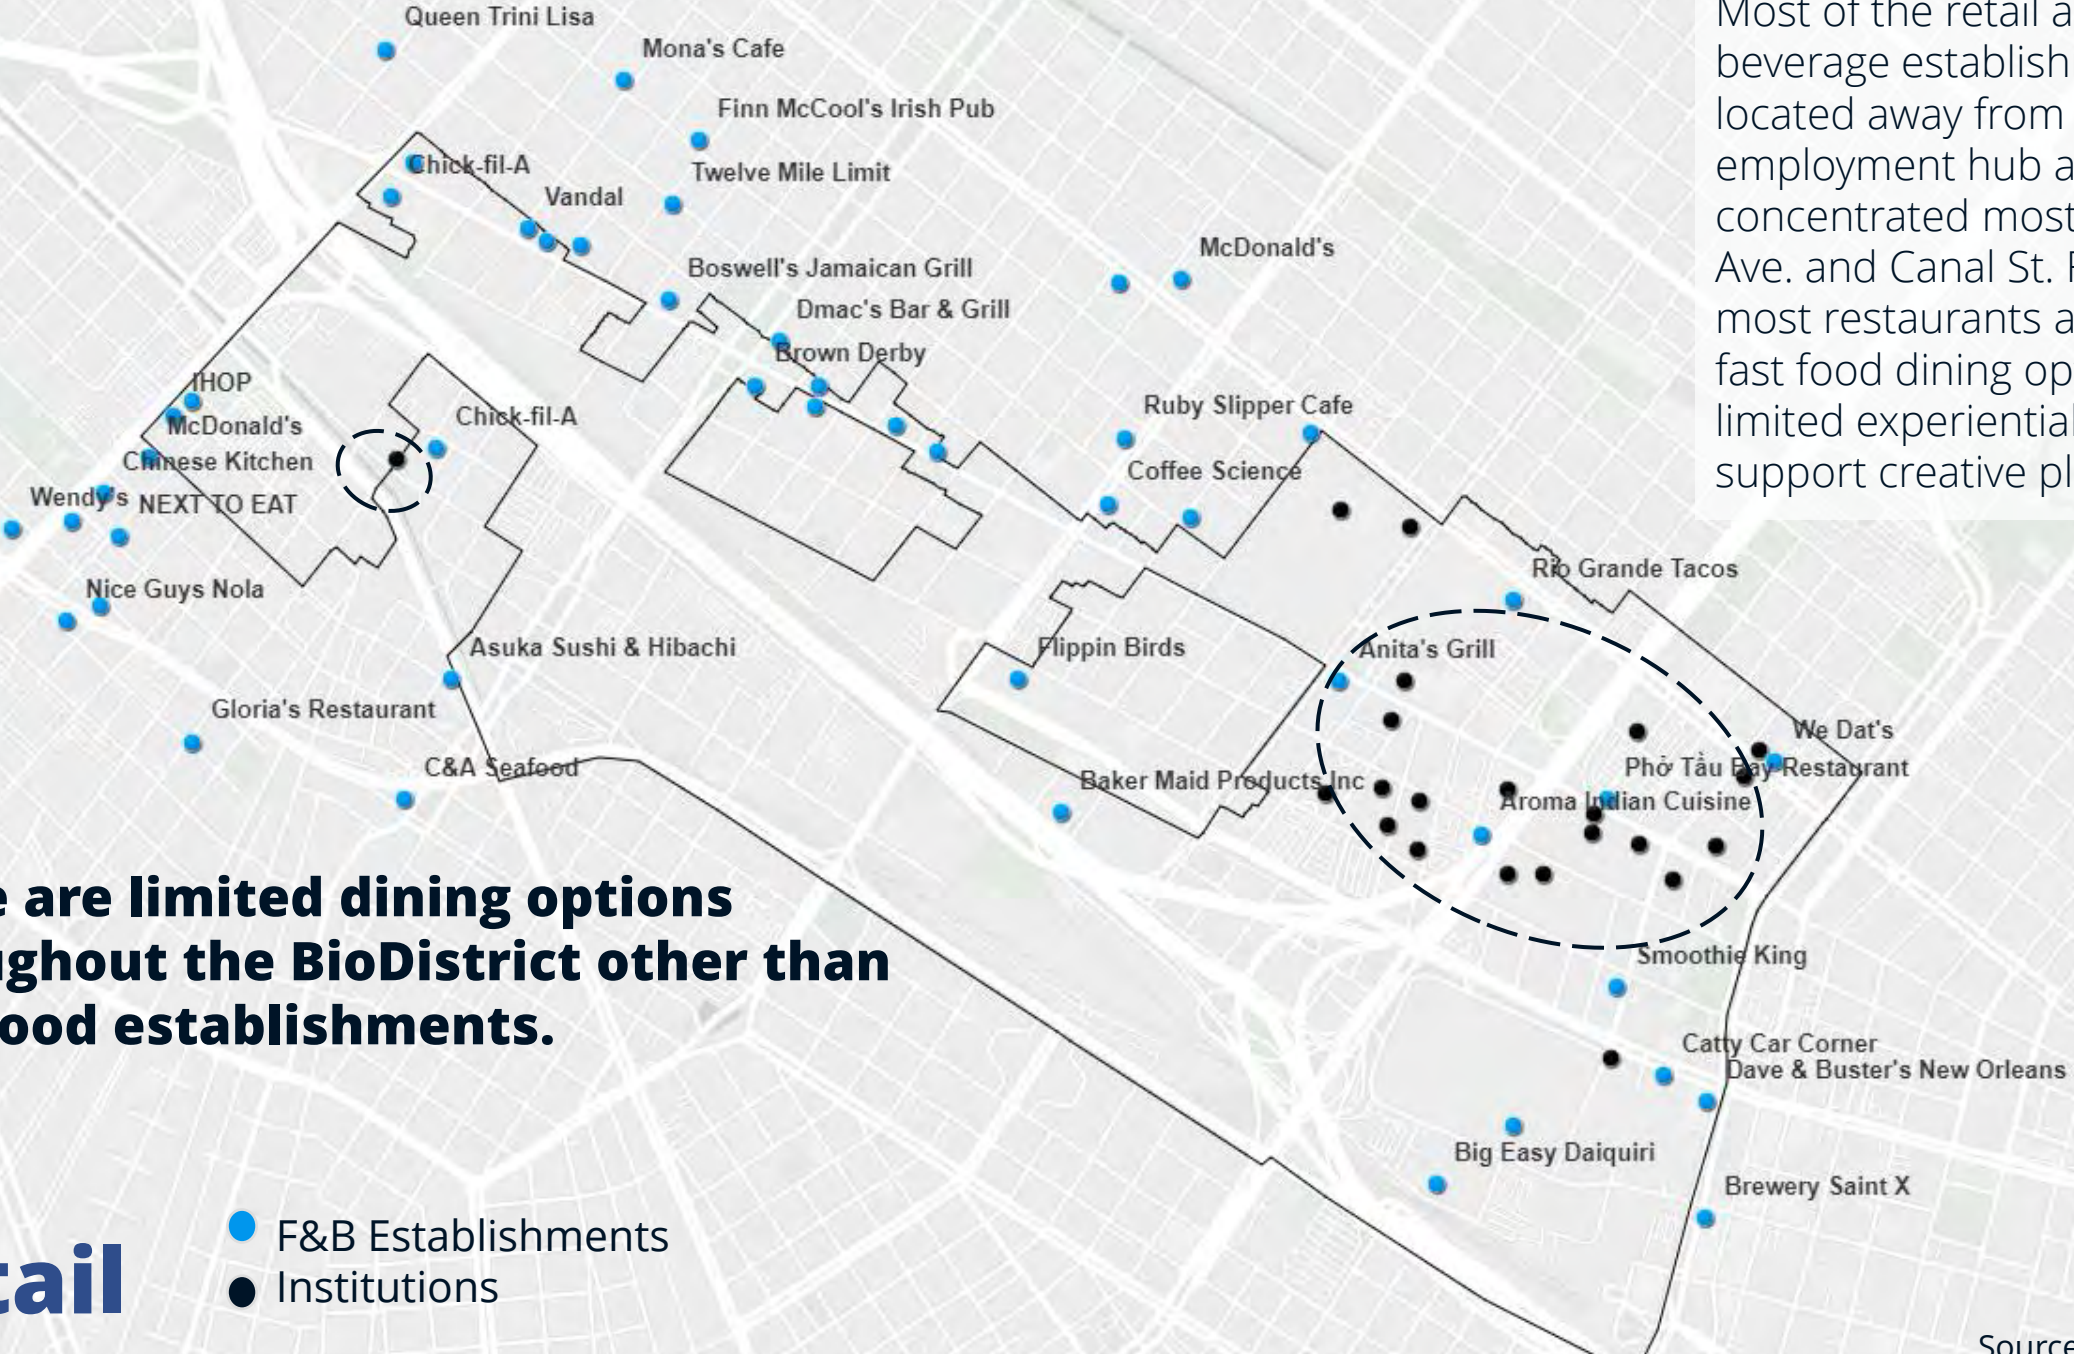 Queen Trini Lisa
Mona's Cafe
Finn McCool's Irish Pub
Chick-fil-A
Twelve Mile Limit
Vandal
McDonald's
Boswell's Jamaican Grill
Dmac's Bar & Grill
Brown Derby
IHOP
McDonald's
Chick-fil-A
Ruby Slipper Cafe
Chinese Kitchen
Coffee Science
Wendy's
NEXT TO EAT
Rio Grande Tacos
Nice Guys Nola
Asuka Sushi & Hibachi
Flippin Birds
Anita's Grill
Gloria's Restaurant
We Dat's
C&A Seafood
Phở Tàu Bay Restaurant
Baker Maid Products Inc
Aroma Indian Cuisine
Smoothie King
Catty Car Corner
Dave & Buster's New Orleans
Big Easy Daiquiri
Brewery Saint X
Most of the retail a
beverage establish
located away from
employment hub a
concentrated most
Ave. and Canal St.
most restaurants a
fast food dining op
limited experiential
support creative pl
e are limited dining options
ughout the BioDistrict other than
ood establishments.
tail
F&B Establishments
Institutions
Source